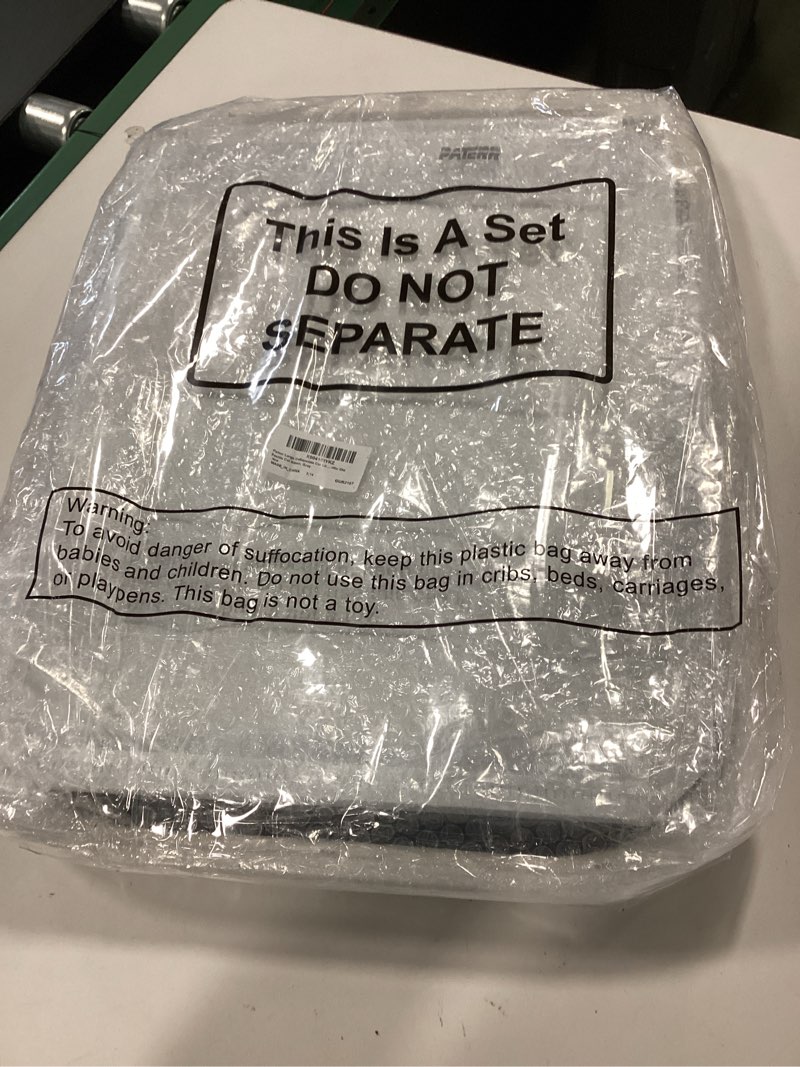 PATERR
This Is A Set
DO NOT
SEPARATE
Warning:
To avoid danger of suffocation, keep this plastic bag away from
babies and children. Do not use this bag in cribs, beds, carriages,
or playpens. This bag is not a toy.